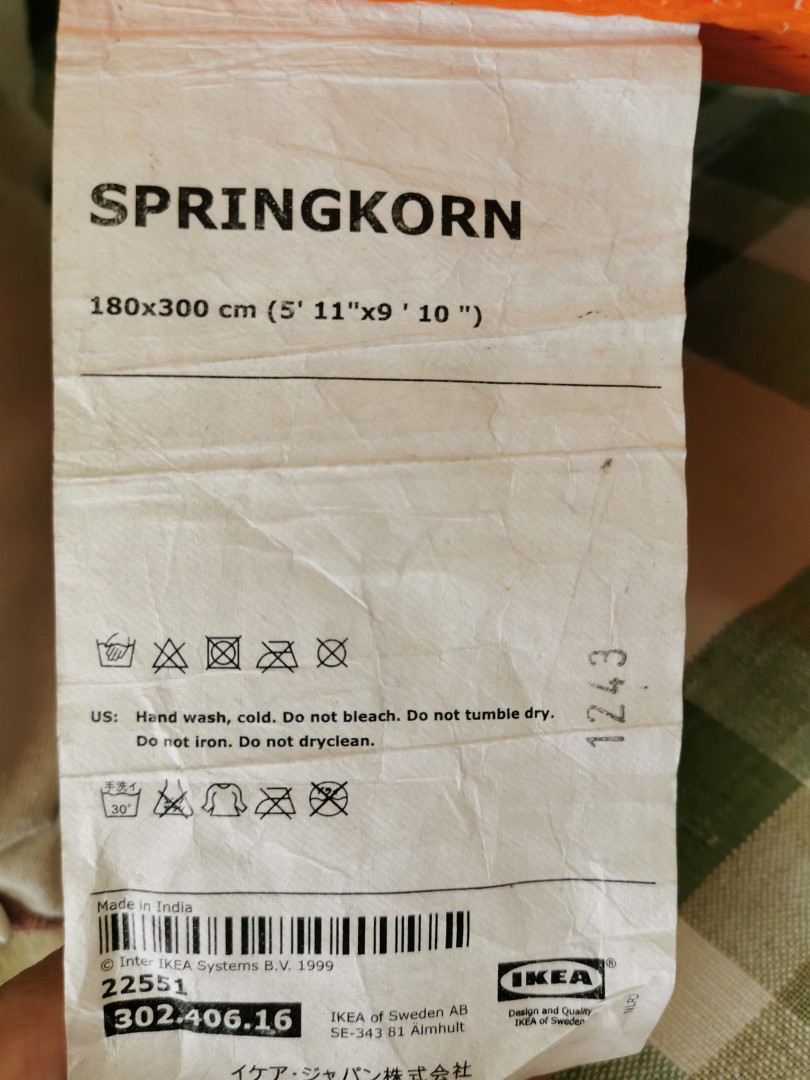 SPRINGKORN
180x300 cm (5' 11"x9 ' 10 ")
US: Hand wash, cold. Do not bleach. Do not tumble dry.
Do not iron. Do not dryclean.
1243
手洗イ
30°
Made in India
© Inter IKEA Systems B.V. 1999
22551
302.406.16
IKEA of Sweden AB
SE-343 81 Älmhult
IKEA®
Design and Quality
IKEA of Sweden
イケア・ジャパン株式会社